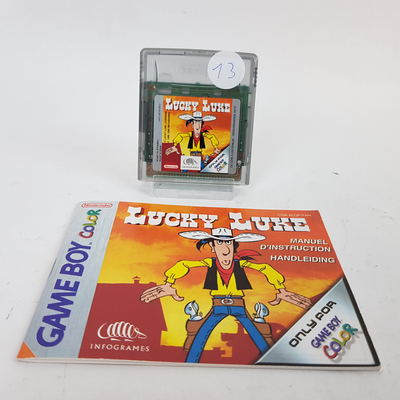 13
LUCKY LUKE
Nintendo
GAME BOY COLOR
LUCKY LUKE
MANUEL
D'INSTRUCTION
HANDLEIDING
INFOGRAMES
ONLY FOR
GAME BOY
COLOR